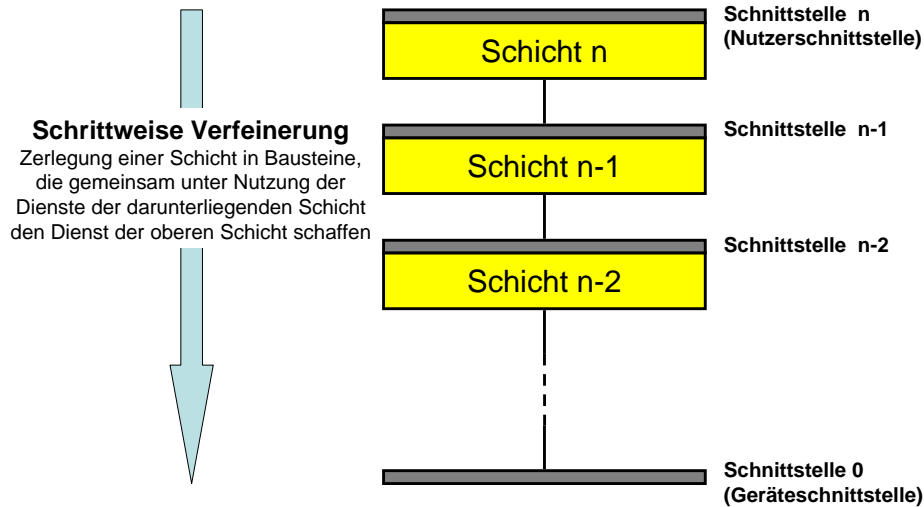 Schnittstelle n
(Nutzerschnittstelle)
Schicht n
Schrittweise Verfeinerung
Zerlegung einer Schicht in Bausteine,
die gemeinsam unter Nutzung der
Dienste der darunterliegenden Schicht
den Dienst der oberen Schicht schaffen
Schnittstelle n-1
Schicht n-1
Schnittstelle n-2
Schicht n-2
Schnittstelle 0
(Geräteschnittstelle)